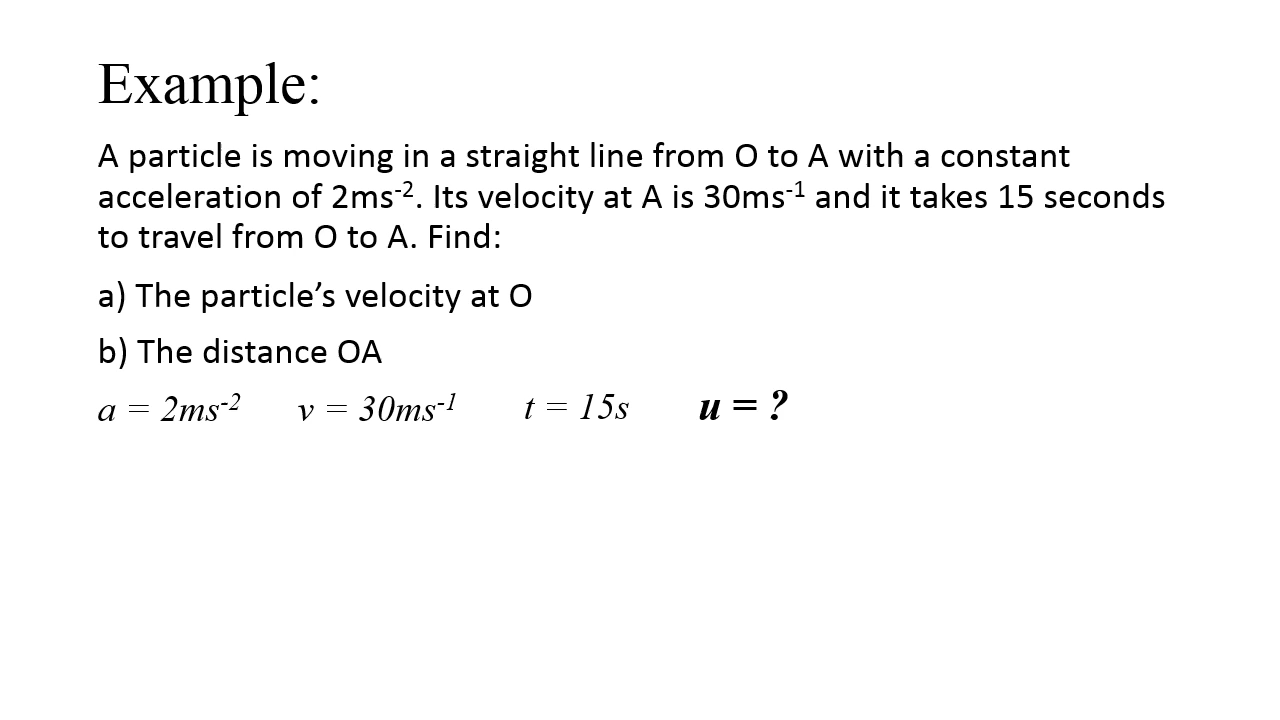 Example:
A particle is moving in a straight line from O to A with a constant
acceleration of 2ms⁻². Its velocity at A is 30ms⁻¹ and it takes 15 seconds
to travel from O to A. Find:
a) The particle’s velocity at O
b) The distance OA
a = 2ms⁻² v = 30ms⁻¹ t = 15s u = ?